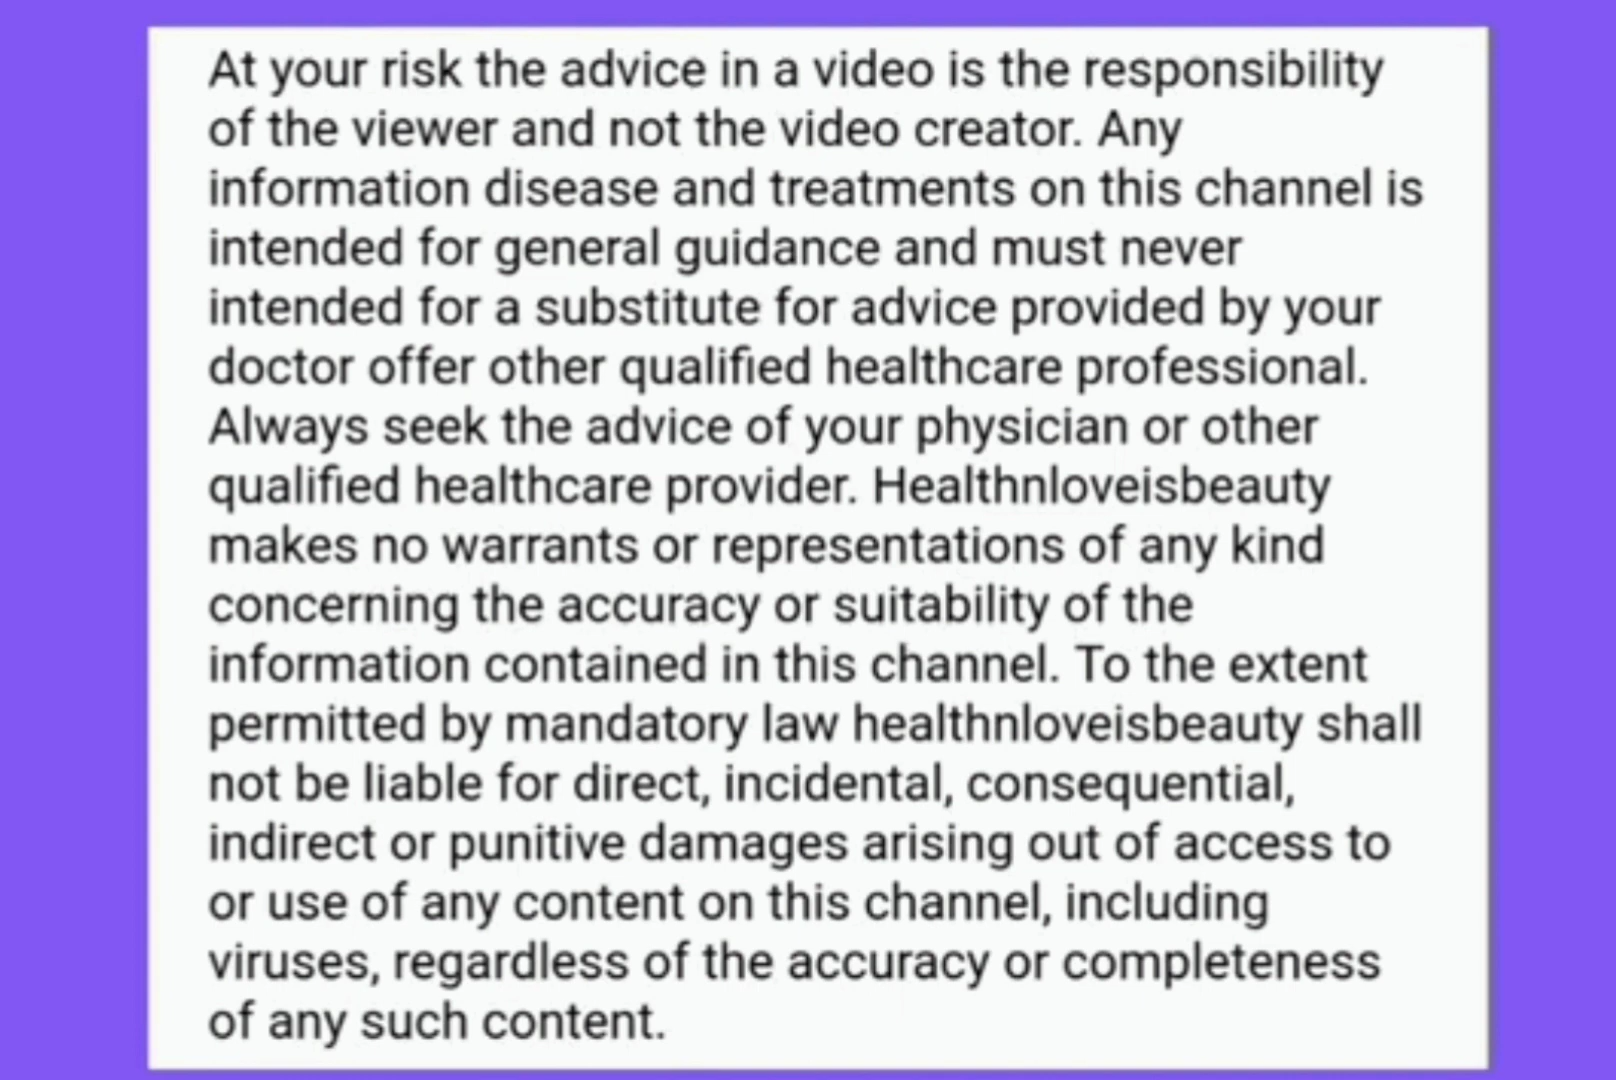 At your risk the advice in a video is the responsibility
of the viewer and not the video creator. Any
information disease and treatments on this channel is
intended for general guidance and must never
intended for a substitute for advice provided by your
doctor offer other qualified healthcare professional.
Always seek the advice of your physician or other
qualified healthcare provider. Healthnloveisbeauty
makes no warrants or representations of any kind
concerning the accuracy or suitability of the
information contained in this channel. To the extent
permitted by mandatory law healthnloveisbeauty shall
not be liable for direct, incidental, consequential,
indirect or punitive damages arising out of access to
or use of any content on this channel, including
viruses, regardless of the accuracy or completeness
of any such content.